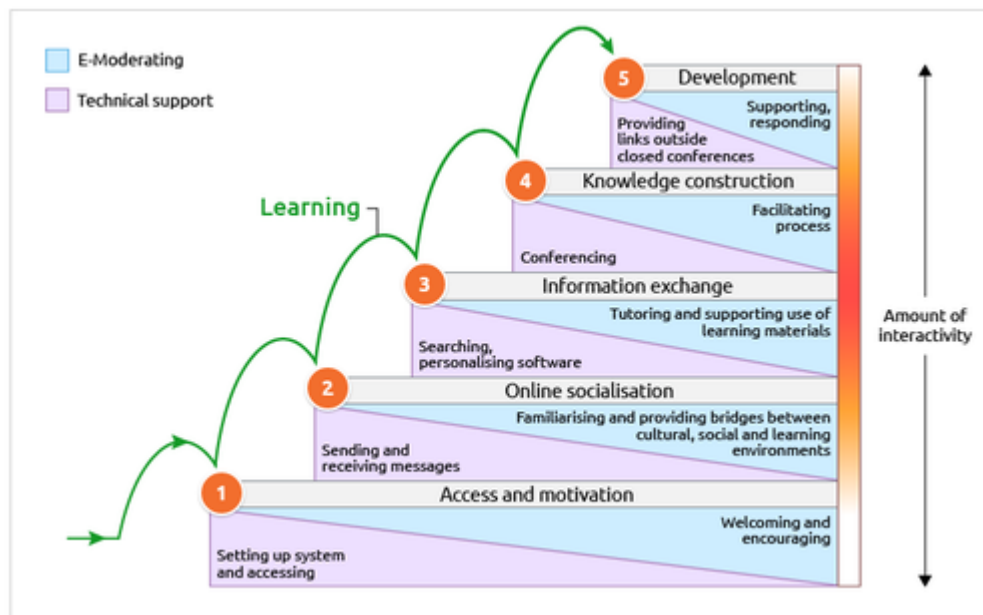 E-Moderating
Technical support
Learning
5
Development
Supporting,
responding
Providing
links outside
closed conferences
4
Knowledge construction
Facilitating
process
Conferencing
3
Information exchange
Tutoring and supporting use of
learning materials
Searching,
personalising software
2
Online socialisation
Familiarising and providing bridges between
cultural, social and learning
environments
Sending and
receiving messages
1
Access and motivation
Welcoming and
encouraging
Setting up system
and accessing
Amount of
interactivity